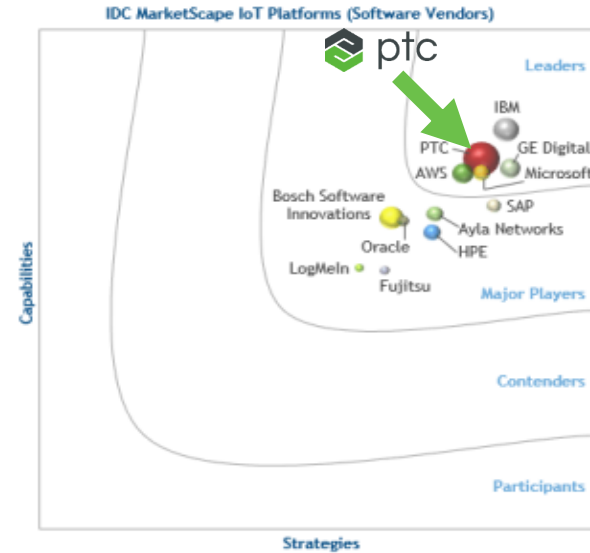 IDC MarketScape IoT Platforms (Software Vendors)
ptc
Leaders
IBM
PTC
GE Digital
AWS
Microsoft
Bosch Software
Innovations
SAP
Ayla Networks
Oracle
HPE
LogMeIn
Fujitsu
Major Players
Capabilities
Contenders
Participants
Strategies